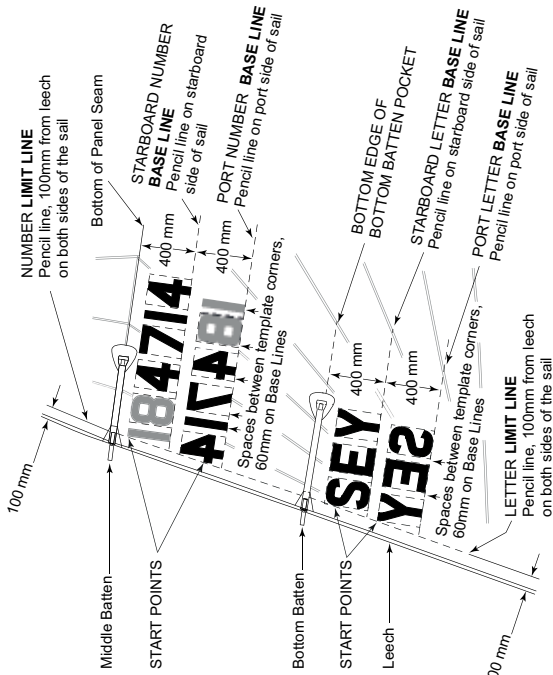 NUMBER LIMIT LINE
Pencil line, 100mm from leech
on both sides of the sail
Bottom of Panel Seam
STARBOARD NUMBER
BASE LINE
Pencil line on starboard
side of sail
PORT NUMBER BASE LINE
Pencil line on port side of sail
100 mm
400 mm
400 mm
184714
417481
Spaces between template corners,
60mm on Base Lines
Middle Batten
START POINTS
BOTTOM EDGE OF
BOTTOM BATTEN POCKET
STARBOARD LETTER BASE LINE
Pencil line on starboard side of sail
PORT LETTER BASE LINE
Pencil line on port side of sail
400 mm
400 mm
SEY
YES
Spaces between template corners,
60mm on Base Lines
Bottom Batten
START POINTS
Leech
LETTER LIMIT LINE
Pencil line, 100mm from leech
on both sides of the sail
00 mm